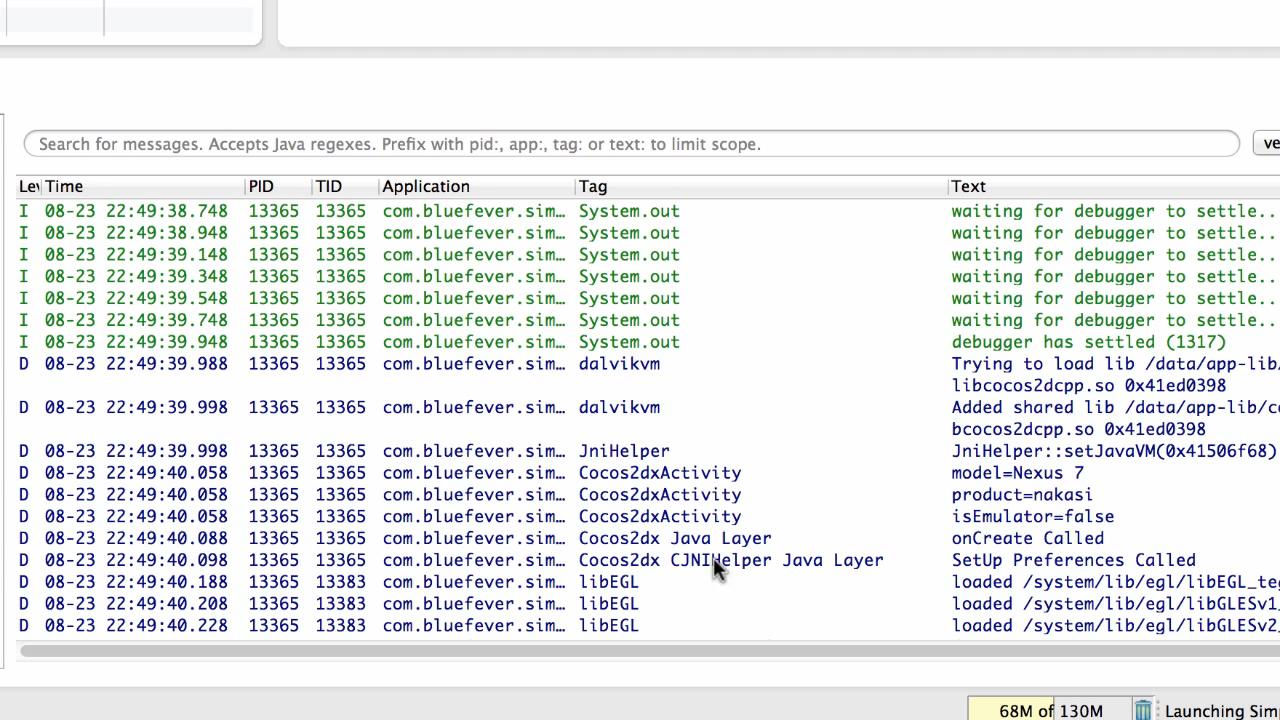 Search for messages. Accepts Java regexes. Prefix with pid:, app:, tag: or text: to limit scope.
Time PID TID Application Tag Text
I 08-23 22:49:38.748 13365 13365 com.bluefever.sim… System.out waiting for debugger to settle..
I 08-23 22:49:38.948 13365 13365 com.bluefever.sim… System.out waiting for debugger to settle..
I 08-23 22:49:39.148 13365 13365 com.bluefever.sim… System.out waiting for debugger to settle..
I 08-23 22:49:39.348 13365 13365 com.bluefever.sim… System.out waiting for debugger to settle..
I 08-23 22:49:39.548 13365 13365 com.bluefever.sim… System.out waiting for debugger to settle..
I 08-23 22:49:39.748 13365 13365 com.bluefever.sim… System.out waiting for debugger to settle..
I 08-23 22:49:39.948 13365 13365 com.bluefever.sim… System.out debugger has settled (1317)
D 08-23 22:49:39.988 13365 13365 com.bluefever.sim… dalvikvm Trying to load lib /data/app-lib/
libcocos2dcpp.so 0x41ed0398
D 08-23 22:49:39.998 13365 13365 com.bluefever.sim… dalvikvm Added shared lib /data/app-lib/co
bcocos2dcpp.so 0x41ed0398
D 08-23 22:49:39.998 13365 13365 com.bluefever.sim… JniHelper JniHelper::setJavaVM(0x41506f68)
D 08-23 22:49:40.058 13365 13365 com.bluefever.sim… Cocos2dxActivity model=Nexus 7
D 08-23 22:49:40.058 13365 13365 com.bluefever.sim… Cocos2dxActivity product=nakasi
D 08-23 22:49:40.058 13365 13365 com.bluefever.sim… Cocos2dxActivity isEmulator=false
D 08-23 22:49:40.088 13365 13365 com.bluefever.sim… Cocos2dx Java Layer onCreate Called
D 08-23 22:49:40.098 13365 13365 com.bluefever.sim… Cocos2dx CJNIHelper Java Layer SetUp Preferences Called
D 08-23 22:49:40.188 13365 13383 com.bluefever.sim… libEGL loaded /system/lib/egl/libEGL_teg
D 08-23 22:49:40.208 13365 13383 com.bluefever.sim… libEGL loaded /system/lib/egl/libGLESv1_
D 08-23 22:49:40.228 13365 13383 com.bluefever.sim… libEGL loaded /system/lib/egl/libGLESv2_
68M of 130M Launching Sim